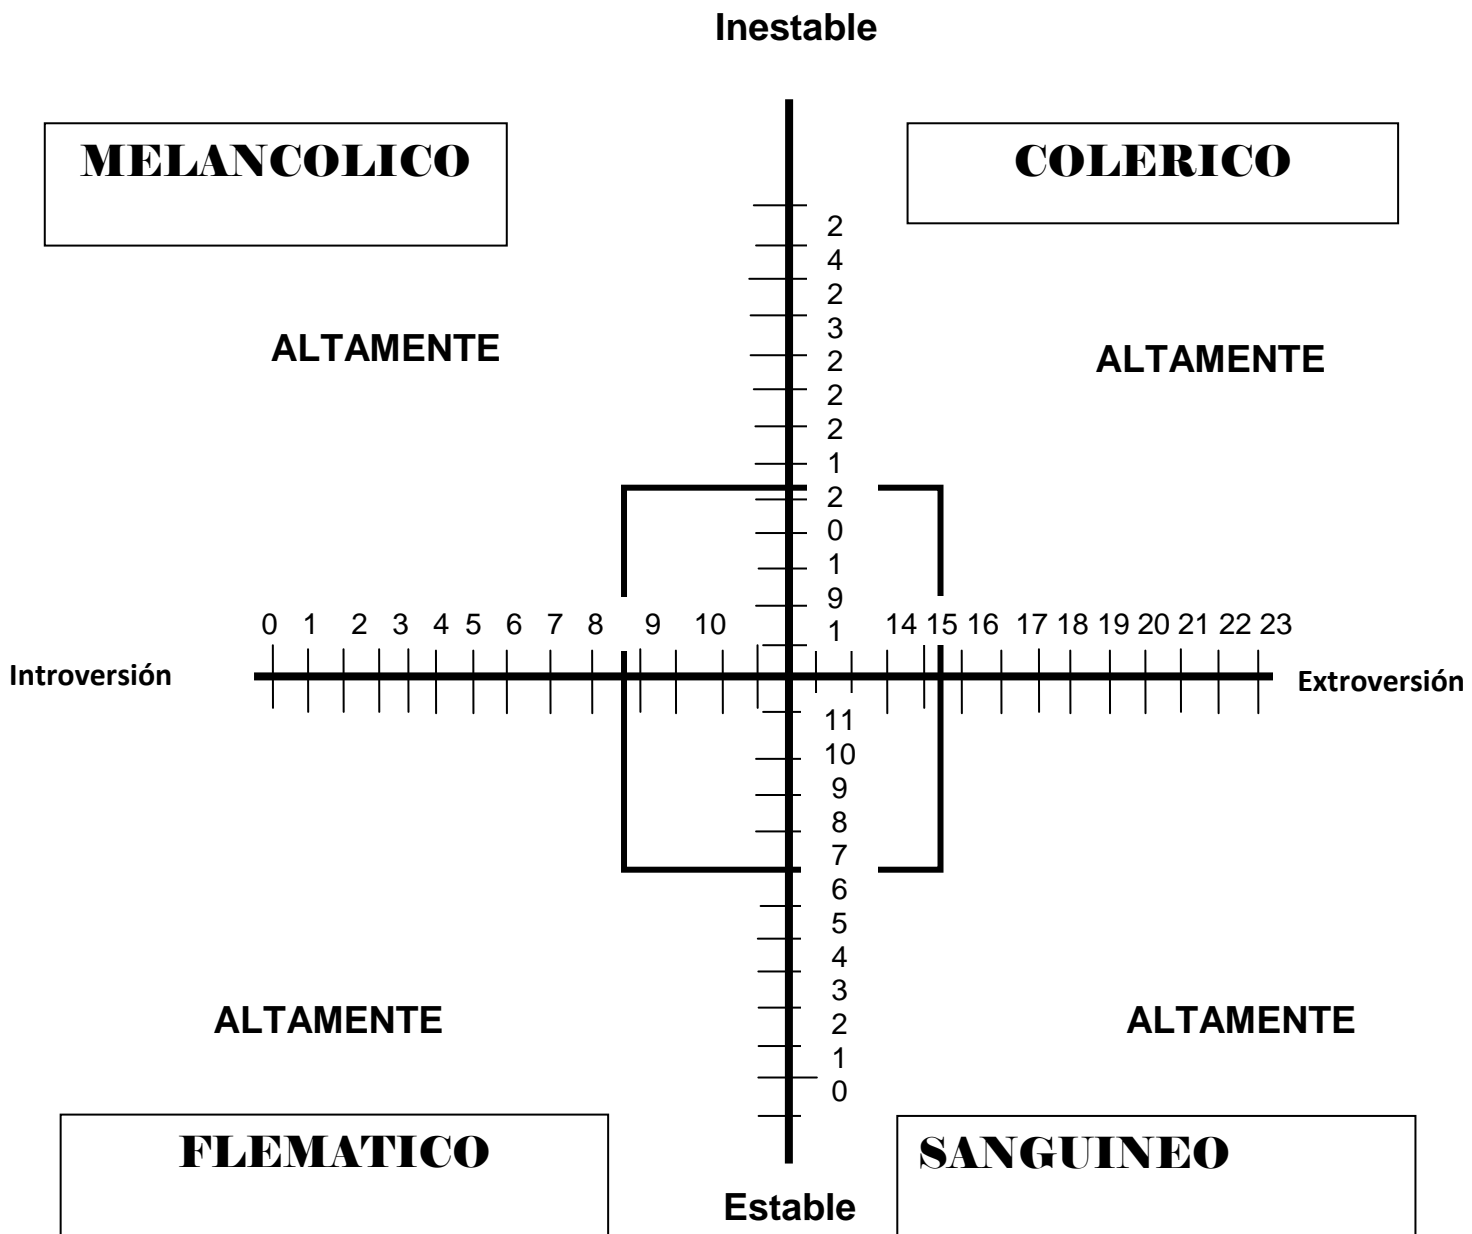 Inestable
MELANCOLICO
COLERICO
2
4
2
3
2
2
2
1
2
0
1
9
1
ALTAMENTE
ALTAMENTE
0 1 2 3 4 5 6 7 8 9 10 14 15 16 17 18 19 20 21 22 23
Introversión
Extroversión
11
10
9
8
7
6
5
4
3
2
1
0
ALTAMENTE
ALTAMENTE
FLEMATICO
SANGUINEO
Estable